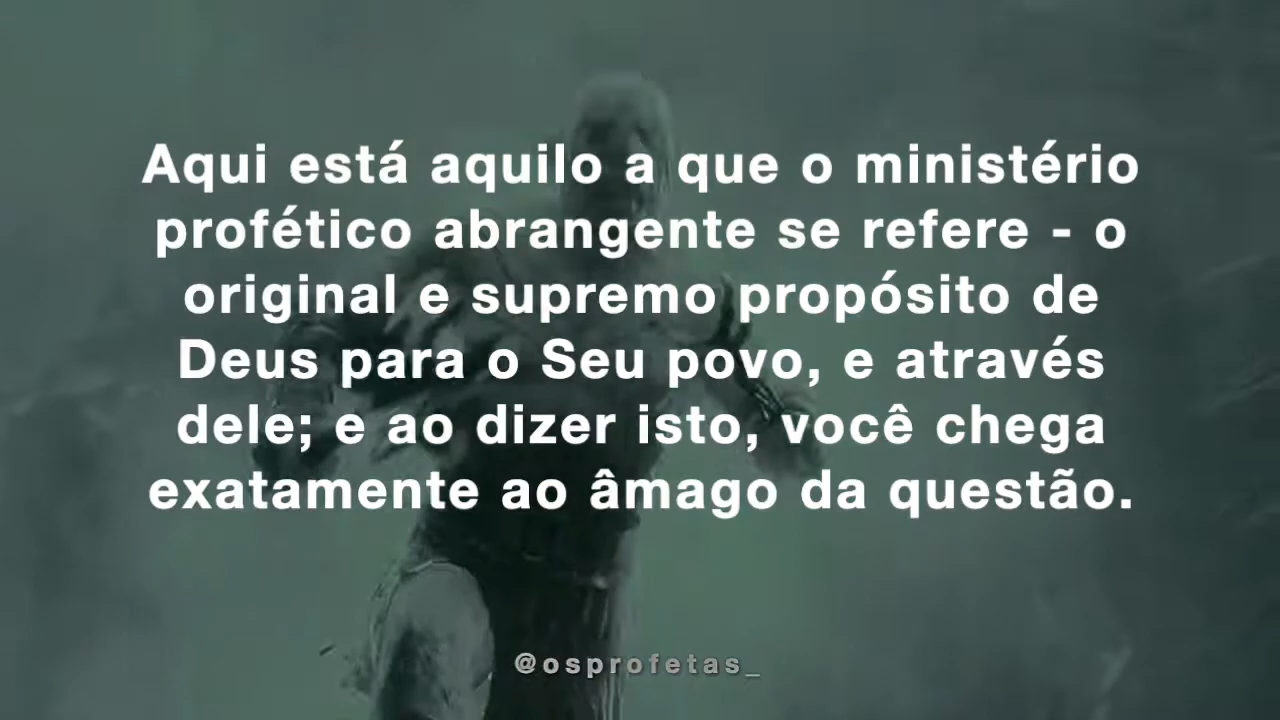 Aqui está aquilo a que o ministério
profético abrangente se refere - o
original e supremo propósito de
Deus para o Seu povo, e através
dele; e ao dizer isto, você chega
exatamente ao âmago da questão.
@osprofetas_